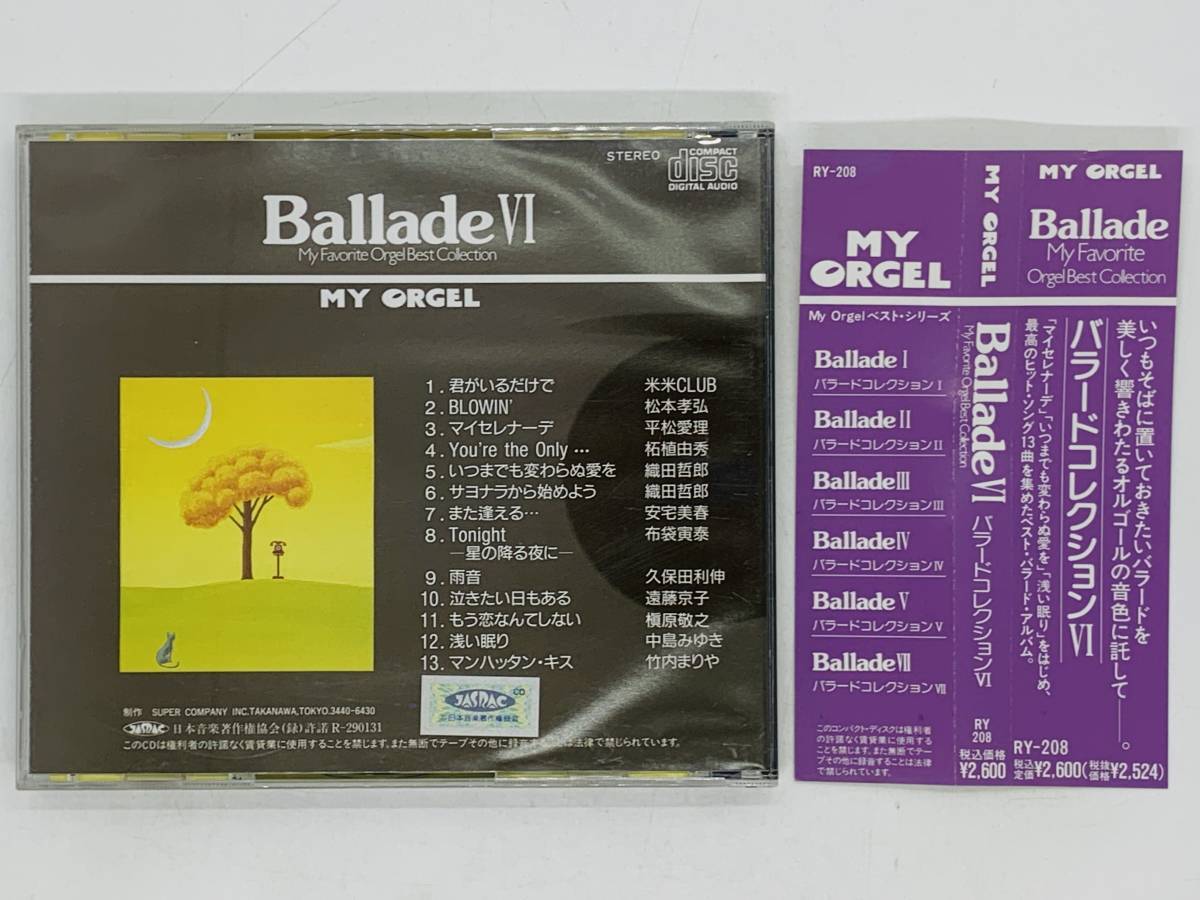 STEREO
COMPACT
disc
DIGITAL AUDIO
Ballade VI
My Favorite Orgel Best Collection
MY ORGEL
1. 君がいるだけで 米米CLUB
2. BLOWIN' 松本孝弘
3. マイセレナーデ 平松愛理
4. You're the Only … 柘植由秀
5. いつまでも変わらぬ愛を 織田哲郎
6. サヨナラから始めよう 織田哲郎
7. また逢える… 安宅美春
8. Tonight 布袋寅泰
―星の降る夜に―
9. 雨音 久保田利伸
10. 泣きたい日もある 遠藤京子
11. もう恋なんてしない 槇原敬之
12. 浅い眠り 中島みゆき
13. マンハッタン・キス 竹内まりや
制作 SUPER COMPANY INC.TAKANAWA,TOKYO.3440-6430
JASRAC 日本音楽著作権協会(録)許諾 R-290131
このCDは権利者の許諾なく賃貸業に使用することを禁じます。また無断でテープその他に録音することは法律で禁じられています。
CD
JASRAC
日本音楽著作権協会
RY-208
MY
ORGEL
My Orgel ベスト・シリーズ
Ballade I
バラードコレクション I
Ballade II
バラードコレクション II
Ballade III
バラードコレクション III
Ballade IV
バラードコレクション IV
Ballade V
バラードコレクション V
Ballade VII
バラードコレクション VII
このコンパクト・ディスクは権利者
の許諾なく賃貸業に使用すること
を禁じます。また無断でテープ
その他に録音することは法律
で禁じられています。
MY ORGEL
Ballade VI
My Favorite Orgel Best Collection
バラードコレクション VI
RY
208
税込価格
¥2,600
MY ORGEL
Ballade
My Favorite
Orgel Best Collection
いつもそばに置いておきたいバラードを
美しく響きわたるオルゴールの音色に託して――。
バラードコレクション VI
「マイセレナーデ」「いつまでも変わらぬ愛を」「浅い眠り」をはじめ、
最高のヒット・ソング13曲を集めたベスト・バラード・アルバム。
RY-208
税込定価¥2,600(税抜価格¥2,524)